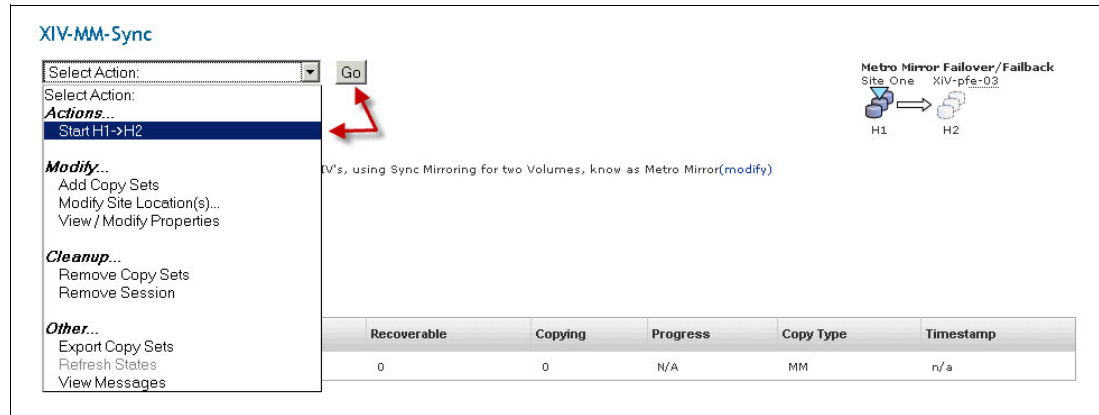 XIV-MM-Sync
Select Action:
Go
Metro Mirror Failover/Failback
Site One XiV-pfe-03
H1 H2
Select Action:
Actions...
Start H1->H2
Modify...
IV's, using Sync Mirroring for two Volumes, know as Metro Mirror(modify)
Add Copy Sets
Modify Site Location(s)...
View / Modify Properties
Cleanup...
Remove Copy Sets
Remove Session
Other...
Export Copy Sets
Refresh States
View Messages
Recoverable Copying Progress Copy Type Timestamp
0 0 N/A MM n/a